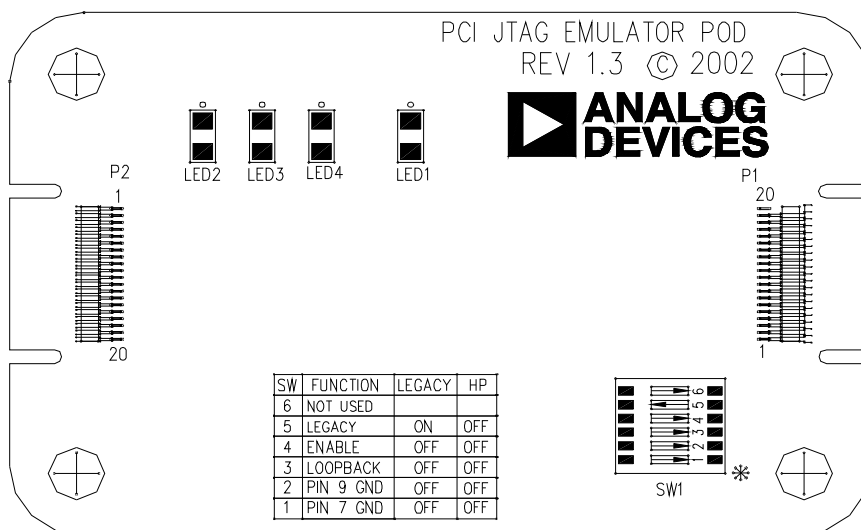 PCI JTAG EMULATOR POD
REV 1.3 © 2002
ANALOG
DEVICES
LED2 LED3 LED4 LED1
P2
1
20
P1
20
1
SW FUNCTION LEGACY HP
6 NOT USED
5 LEGACY ON OFF
4 ENABLE OFF OFF
3 LOOPBACK OFF OFF
2 PIN 9 GND OFF OFF
1 PIN 7 GND OFF OFF
6
5
4
3
2
1
SW1